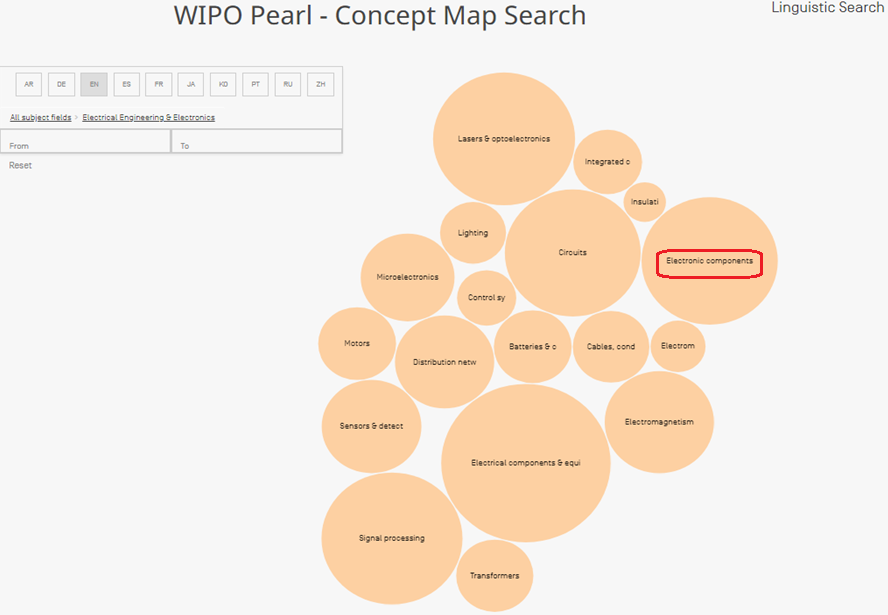 WIPO Pearl - Concept Map Search
Linguistic Search
AR DE EN ES FR JA KO PT RU ZH
All subject fields › Electrical Engineering & Electronics
From To
Reset
Lasers & optoelectronics
Integrated c
Insulati
Lighting
Circuits
Electronic components
Microelectronics
Control sy
Motors
Distribution netw
Batteries & c
Cables, cond
Electrom
Sensors & detect
Electromagnetism
Electrical components & equi
Signal processing
Transformers